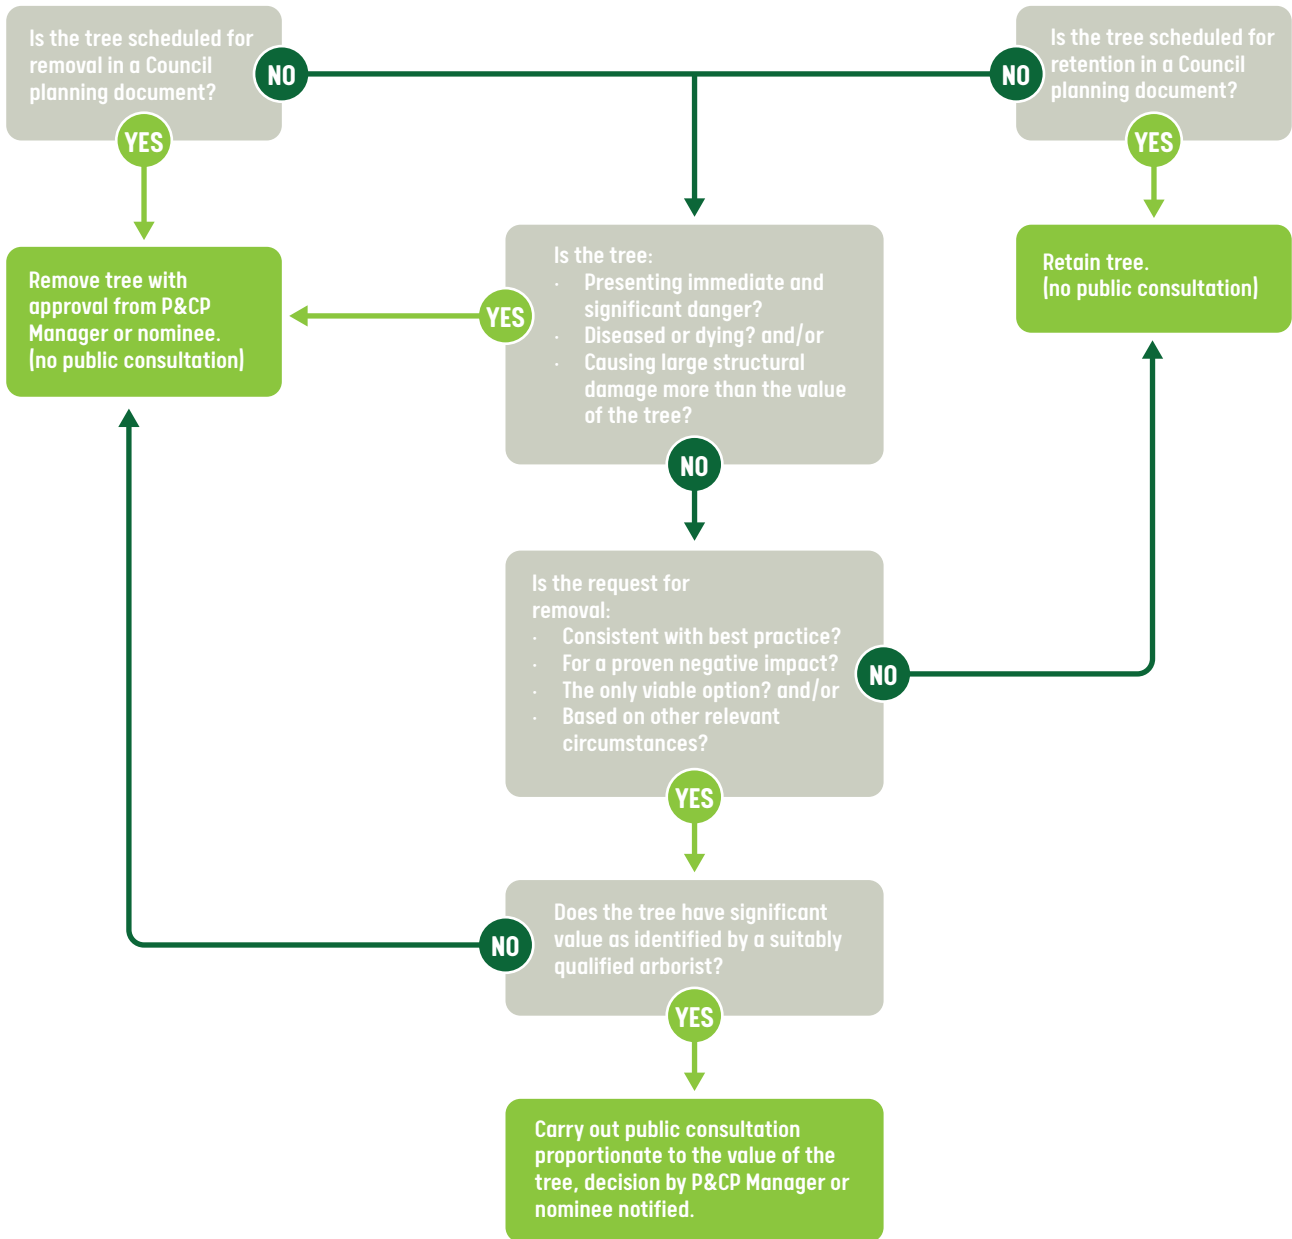 Is the tree scheduled for
removal in a Council
planning document?
NO
YES
NO
Is the tree scheduled for
retention in a Council
planning document?
YES
Remove tree with
approval from P&CP
Manager or nominee.
(no public consultation)
YES
Is the tree:
· Presenting immediate and
significant danger?
· Diseased or dying? and/or
· Causing large structural
damage more than the value
of the tree?
NO
Retain tree.
(no public consultation)
Is the request for
removal:
· Consistent with best practice?
· For a proven negative impact?
· The only viable option? and/or
· Based on other relevant
circumstances?
NO
YES
NO
Does the tree have significant
value as identified by a suitably
qualified arborist?
YES
Carry out public consultation
proportionate to the value of the
tree, decision by P&CP Manager or
nominee notified.